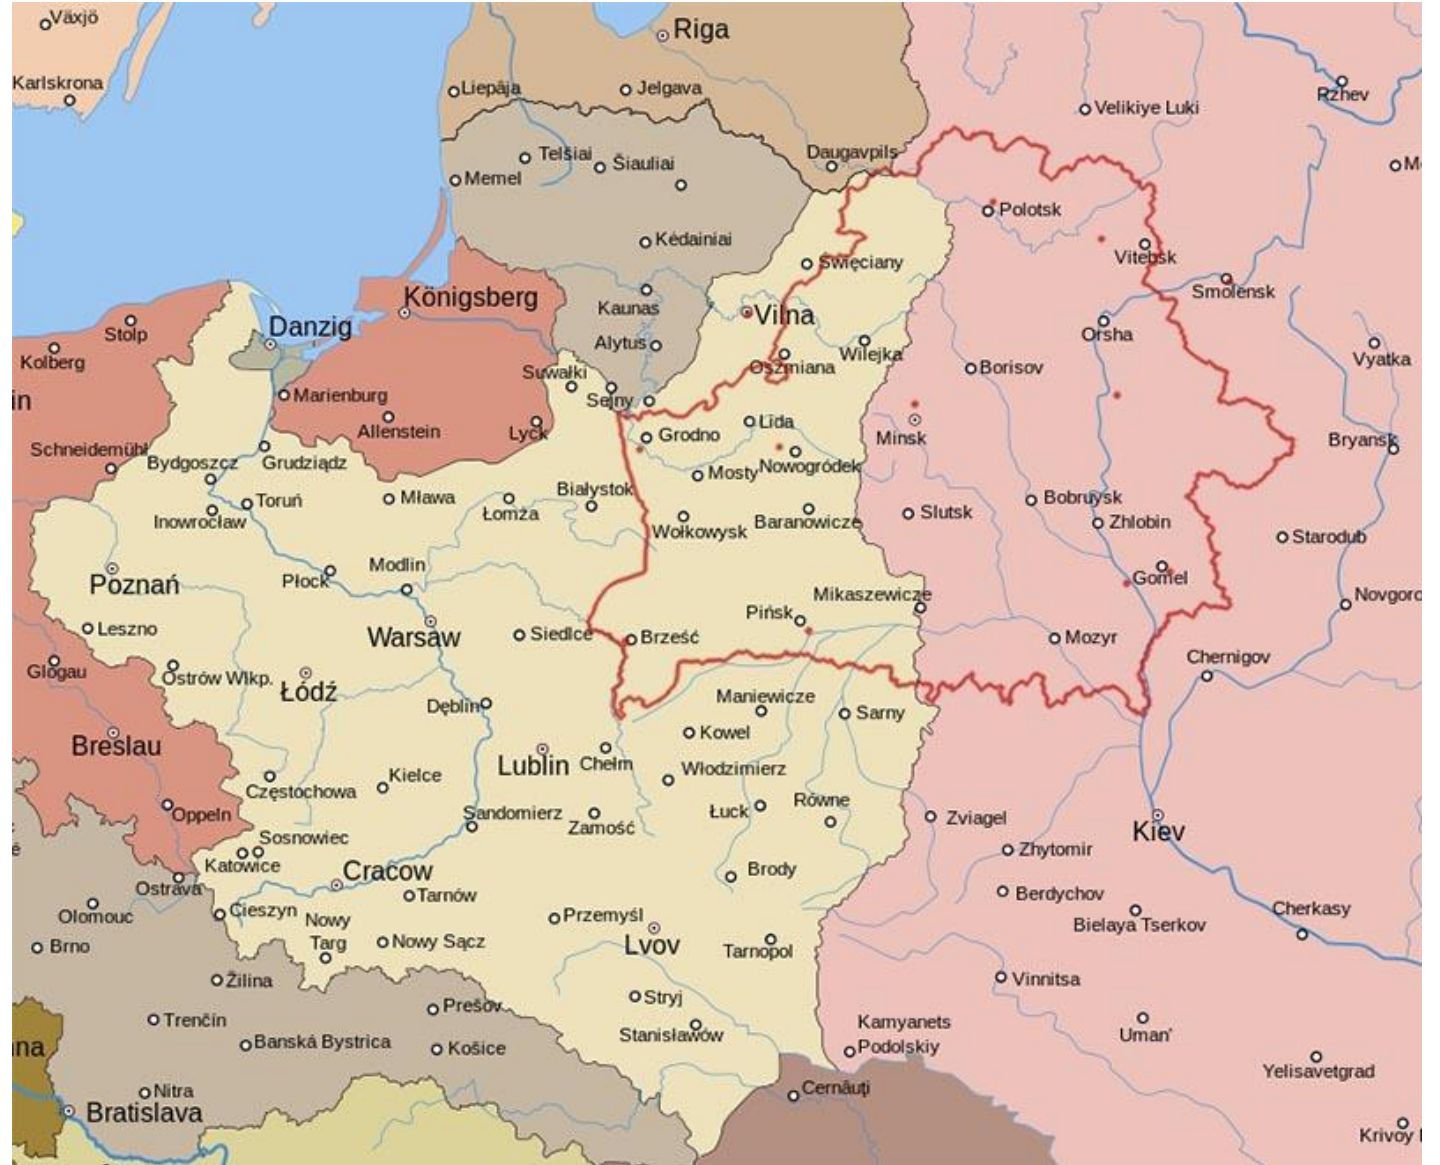 Växjö
Karlskrona
Riga
Liepāja
Jelgava
Velikiye Luki
Rzhev
Telšiai
Šiauliai
Daugavpils
Memel
Polotsk
Kėdainiai
Święciany
Vitebsk
Smolensk
Königsberg
Kaunas
Vilna
Danzig
Stolp
Orsha
Alytus
Kolberg
Wilejka
Vyatka
Oszmiana
Suwałki
Borisov
Marienburg
Sejny
in
Allenstein
Lyck
Lida
Grodno
Minsk
Bryansk
Schneidemühl
Bydgoszcz
Grudziądz
Nowogródek
Mosty
Toruń
Mława
Białystok
Bobruysk
Łomża
Slutsk
Inowrocław
Wołkowysk
Baranowicze
Zhlobin
Starodub
Modlin
Płock
Poznań
Gomel
Mikaszewicze
Novgoro
Pińsk
Leszno
Warsaw
Siedlce
Brześć
Mozyr
Chernigov
Glogau
Ostrów Wlkp.
Łódź
Maniewicze
Dęblin
Sarny
Kowel
Breslau
Lublin
Chełm
Włodzimierz
Kielce
Częstochowa
Równe
Łuck
Oppeln
Sandomierz
Zamość
Zviagel
Sosnowiec
Kiev
Katowice
Zhytomir
Cracow
Brody
Ostrava
Tarnów
Berdychov
Olomouc
Cieszyn
Nowy
Targ
Przemyśl
Bielaya Tserkov
Cherkasy
Brno
Nowy Sącz
Lvov
Tarnopol
Žilina
Vinnitsa
Stryj
Prešov
Trenčín
Stanisławów
Kamyanets
Podolskiy
Uman'
Banská Bystrica
Košice
nna
Yelisavetgrad
Nitra
Cernăuţi
Bratislava
Krivoy